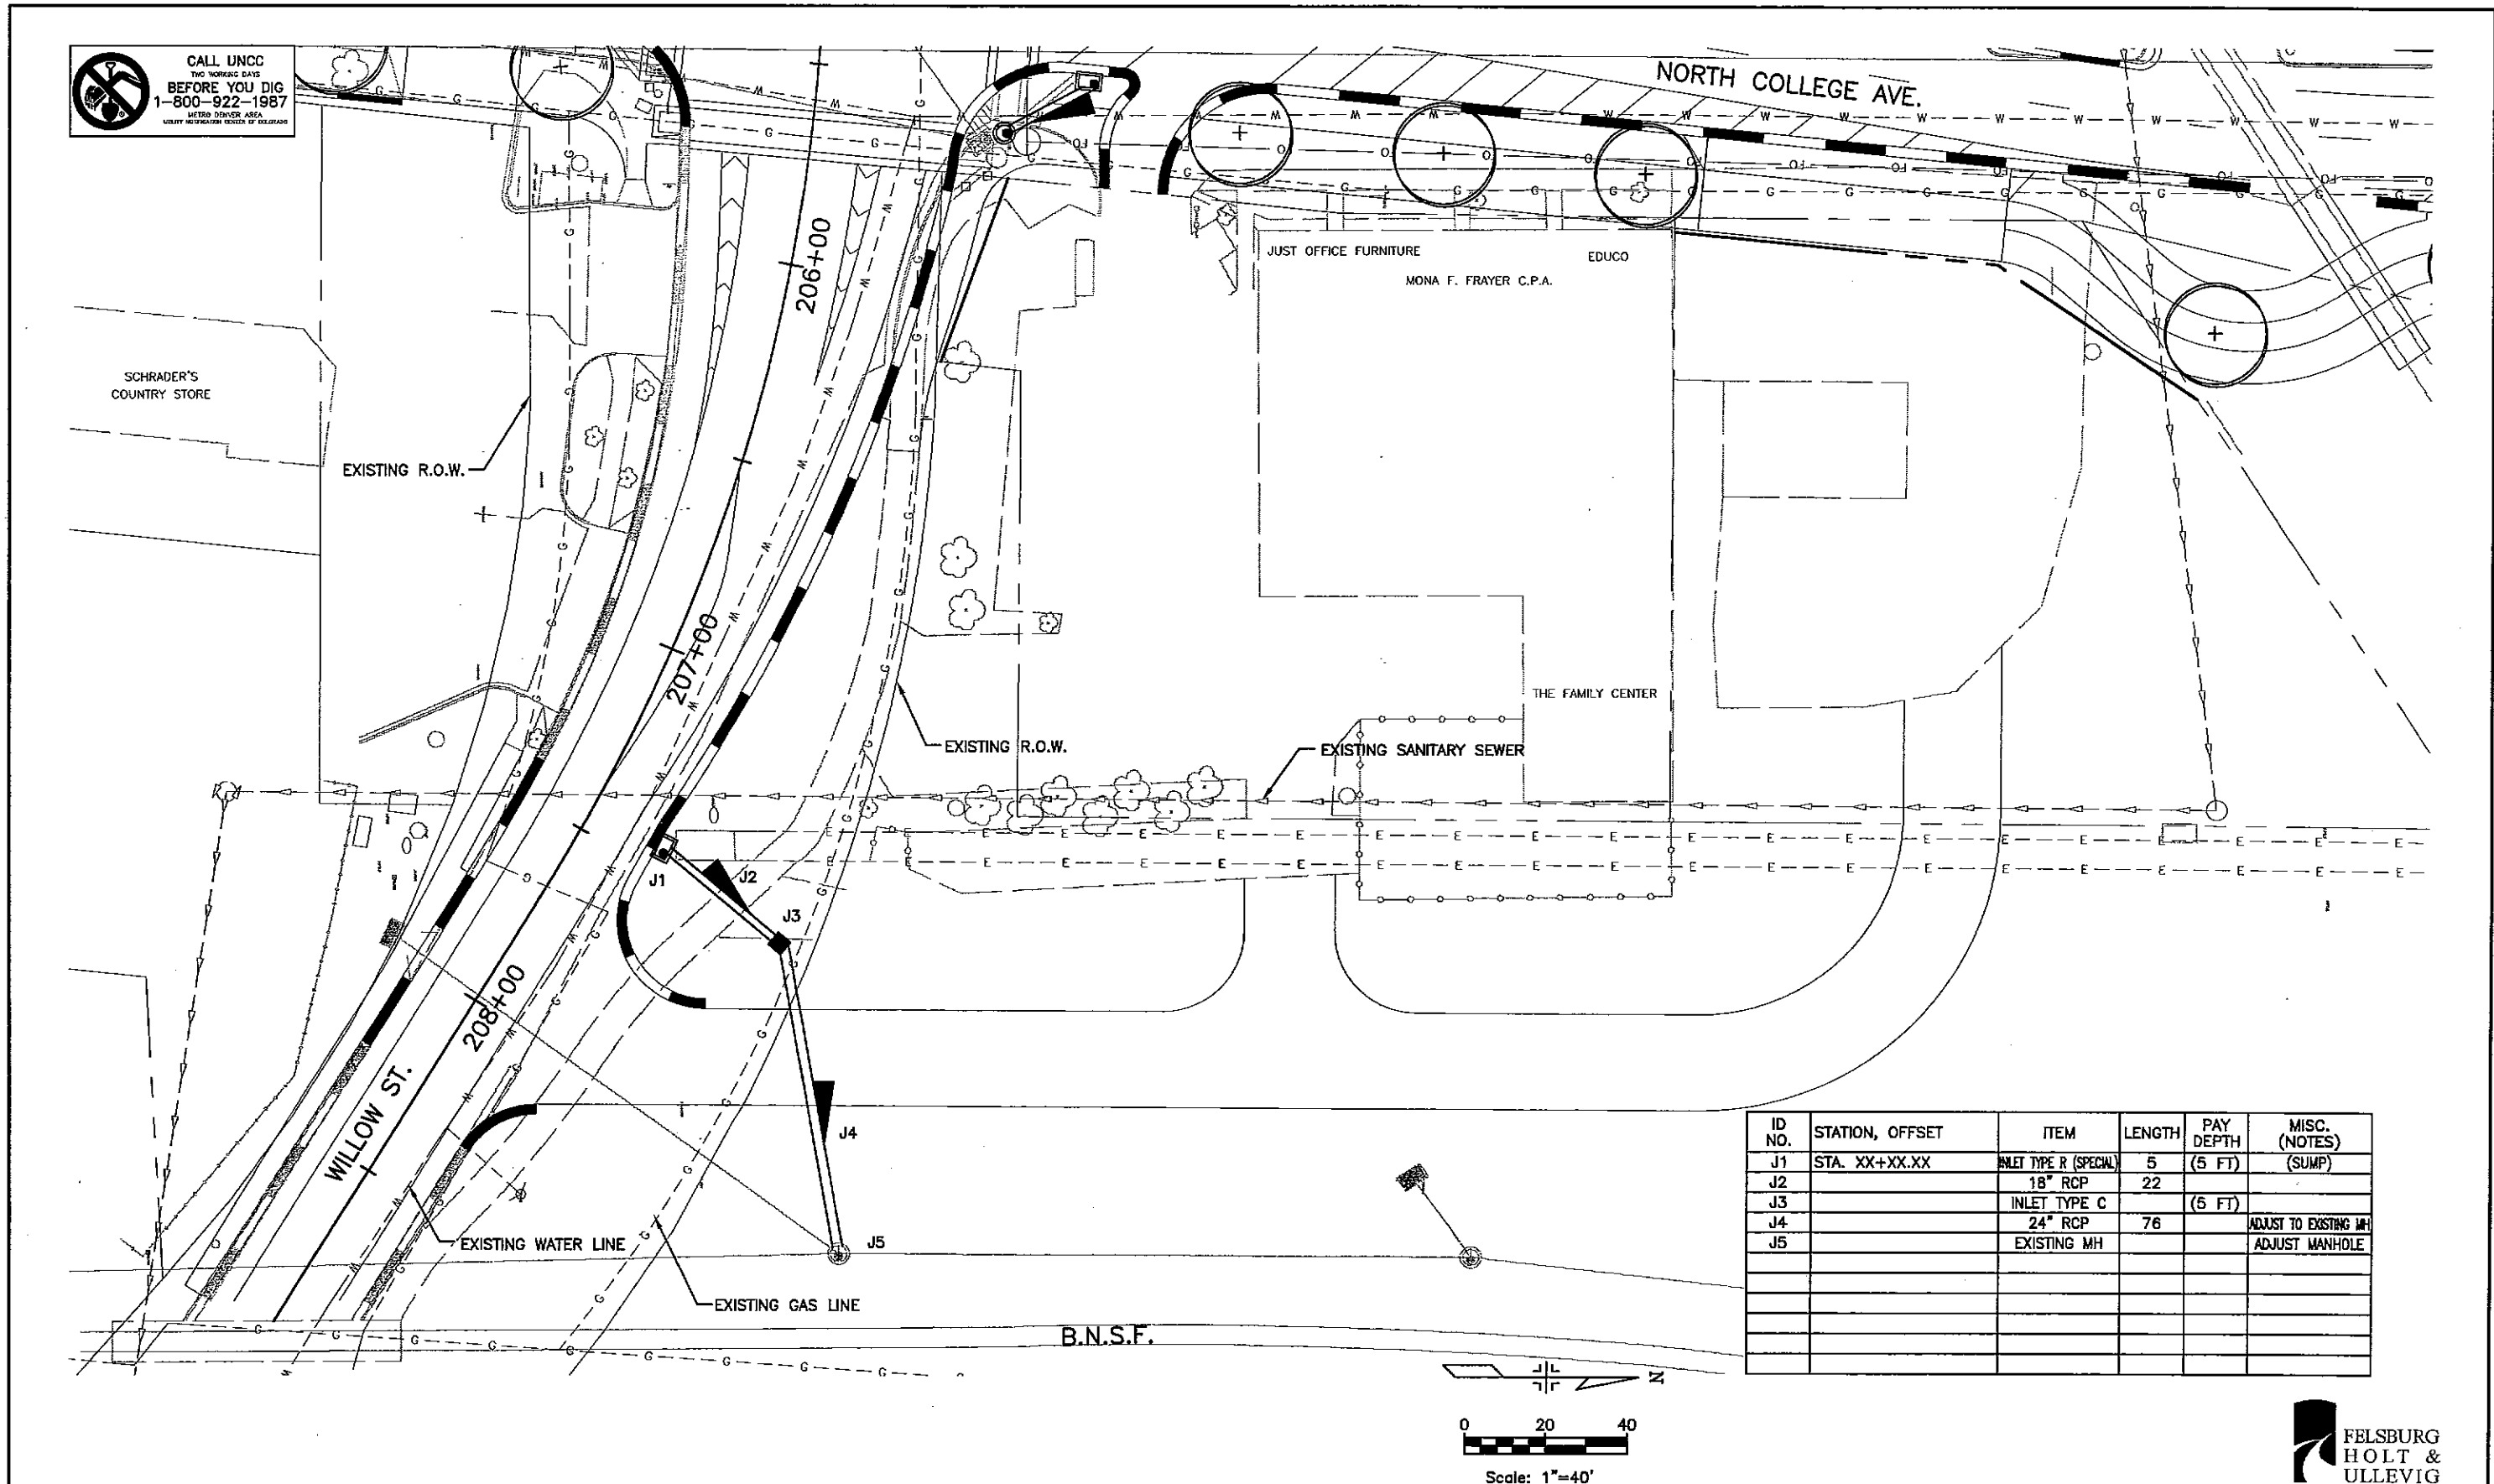 CALL UNCC
TWO WORKING DAYS
BEFORE YOU DIG
1-800-922-1987
METRO DENVER AREA
UTILITY NOTIFICATION CENTER OF COLORADO
NORTH COLLEGE AVE.
206+00
JUST OFFICE FURNITURE
EDUCO
MONA F. FRAYER C.P.A.
SCHRADER'S
COUNTRY STORE
EXISTING R.O.W.
207+00
THE FAMILY CENTER
EXISTING R.O.W.
EXISTING SANITARY SEWER
J1
J2
J3
208+00
WILLOW ST.
J4
J5
EXISTING WATER LINE
EXISTING GAS LINE
B.N.S.F.
ID NO. STATION, OFFSET ITEM LENGTH PAY DEPTH MISC. (NOTES)
J1 STA. XX+XX.XX INLET TYPE R (SPECIAL) 5 (5 FT) (SUMP)
J2 18" RCP 22
J3 INLET TYPE C (5 FT)
J4 24" RCP 76 ADJUST TO EXISTING MH
J5 EXISTING MH ADJUST MANHOLE
N
0 20 40
Scale: 1"=40'
FELSBURG
HOLT &
ULLEVIG